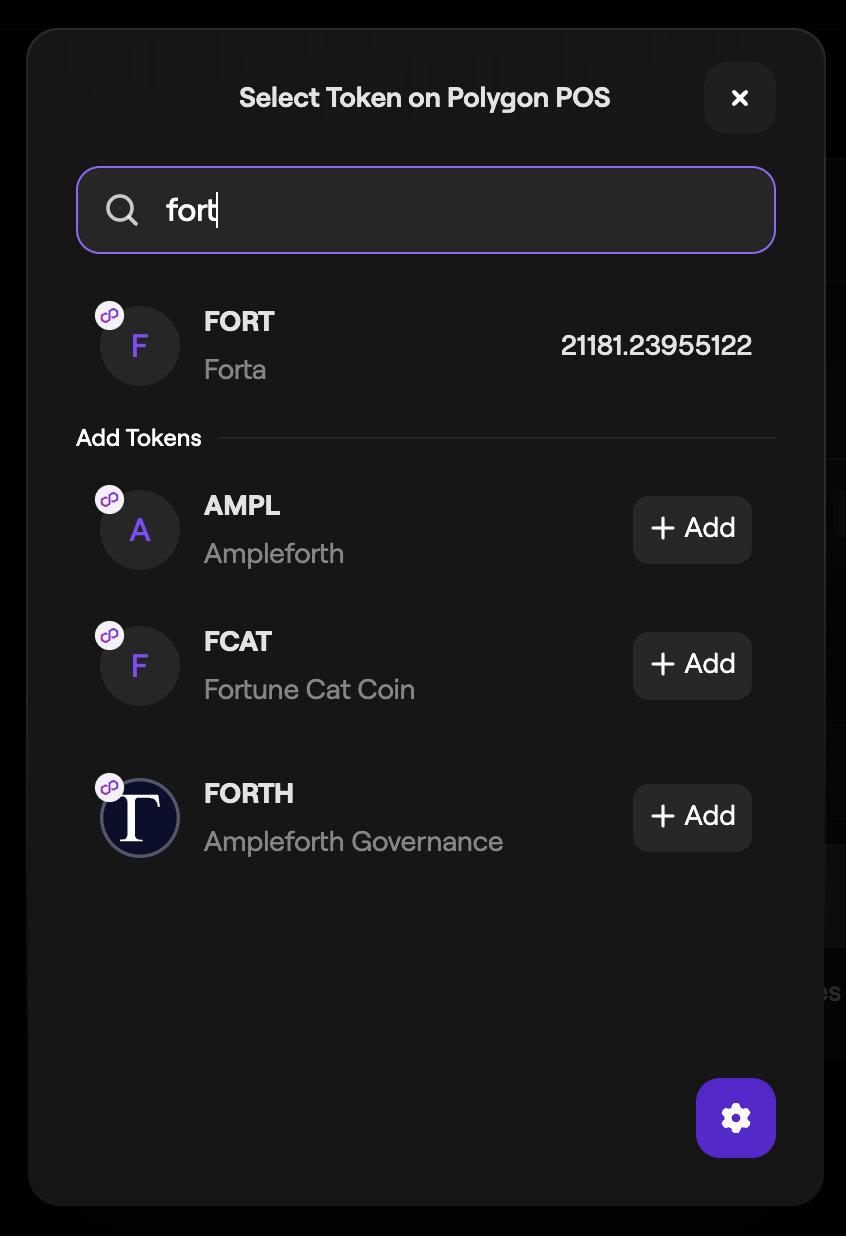 Select Token on Polygon POS
fort
F
FORT
Forta
21181.23955122
Add Tokens
A
AMPL
Ampleforth
Add
F
FCAT
Fortune Cat Coin
Add
Γ
FORTH
Ampleforth Governance
Add
es